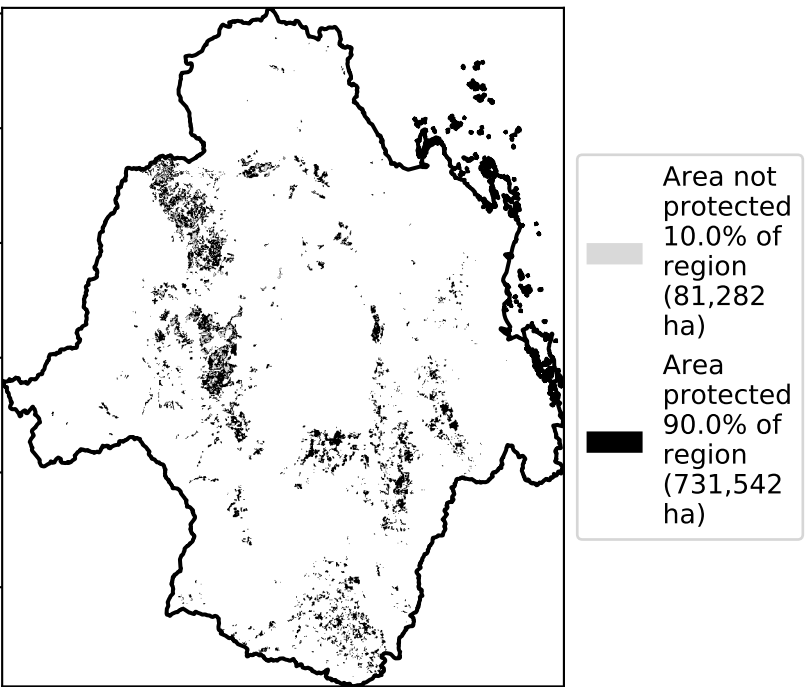 Area not
protected
10.0% of
region
(81,282
ha)
Area
protected
90.0% of
region
(731,542
ha)